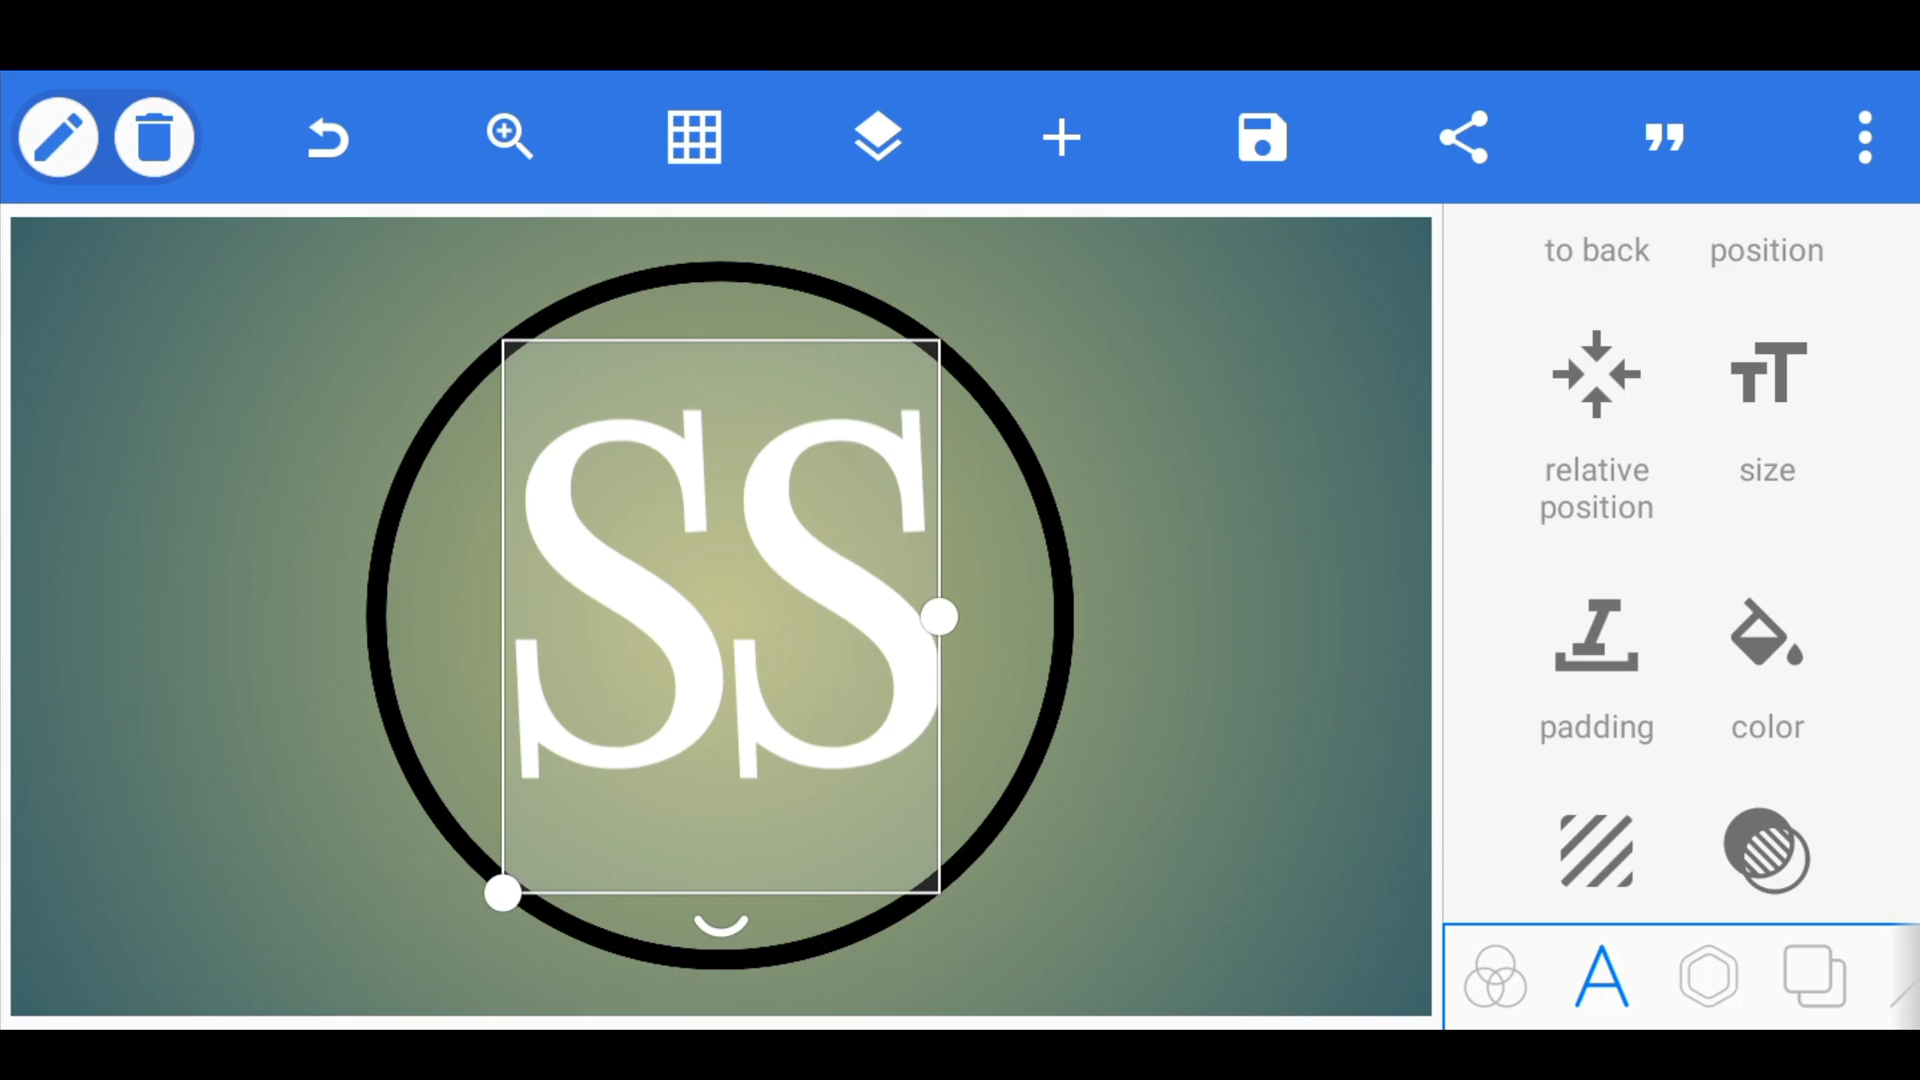 to back
position
SS
relative
position
size
padding
color